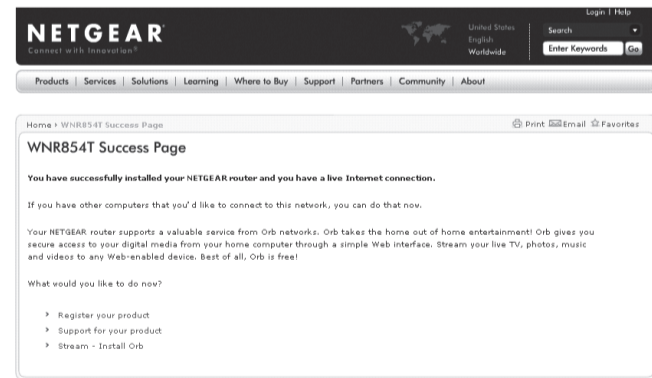 Login | Help
NETGEAR®
Connect with Innovation®
United States
English
Worldwide
Search
Enter Keywords Go
Products | Services | Solutions | Learning | Where to Buy | Support | Partners | Community | About
Home › WNR854T Success Page
Print Email Favorites
WNR854T Success Page
You have successfully installed your NETGEAR router and you have a live Internet connection.
If you have other computers that you'd like to connect to this network, you can do that now.
Your NETGEAR router supports a valuable service from Orb networks. Orb takes the home out of home entertainment! Orb gives you
secure access to your digital media from your home computer through a simple Web interface. Stream your live TV, photos, music
and videos to any Web-enabled device. Best of all, Orb is free!
What would you like to do now?
› Register your product
› Support for your product
› Stream - Install Orb